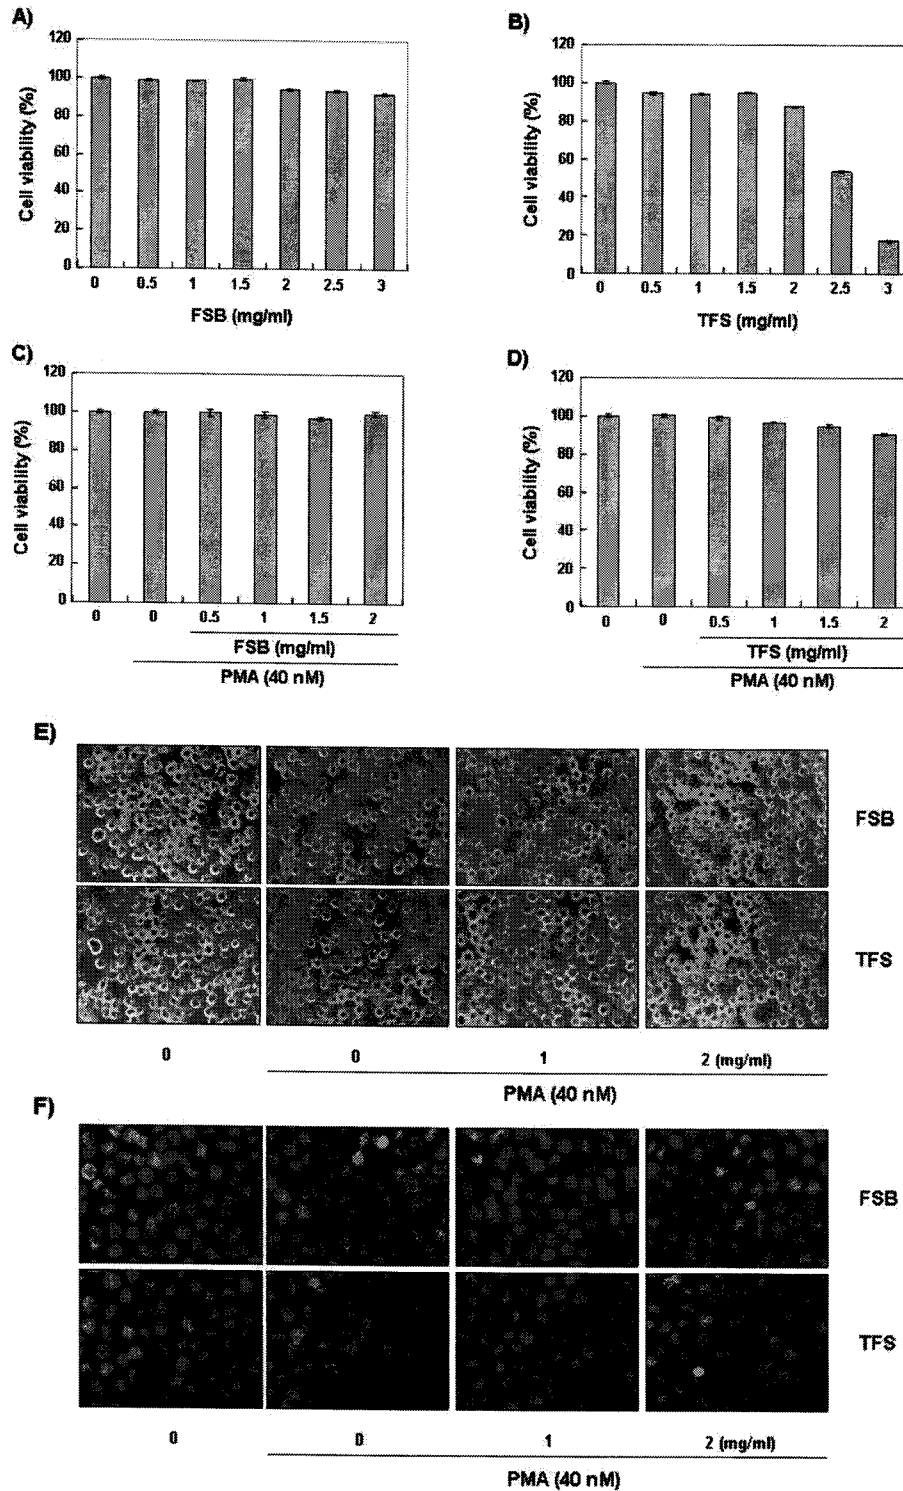 A)
Cell viability (%)
120
100
80
60
40
20
0
0 0.5 1 1.5 2 2.5 3
FSB (mg/ml)
B)
Cell viability (%)
120
100
80
60
40
20
0
0 0.5 1 1.5 2 2.5 3
TFS (mg/ml)
C)
Cell viability (%)
120
100
80
60
40
20
0
0 0 0.5 1 1.5 2
FSB (mg/ml)
PMA (40 nM)
D)
Cell viability (%)
120
100
80
60
40
20
0
0 0 0.5 1 1.5 2
TFS (mg/ml)
PMA (40 nM)
E)
FSB
TFS
0 0 1 2 (mg/ml)
PMA (40 nM)
F)
FSB
TFS
0 0 1 2 (mg/ml)
PMA (40 nM)